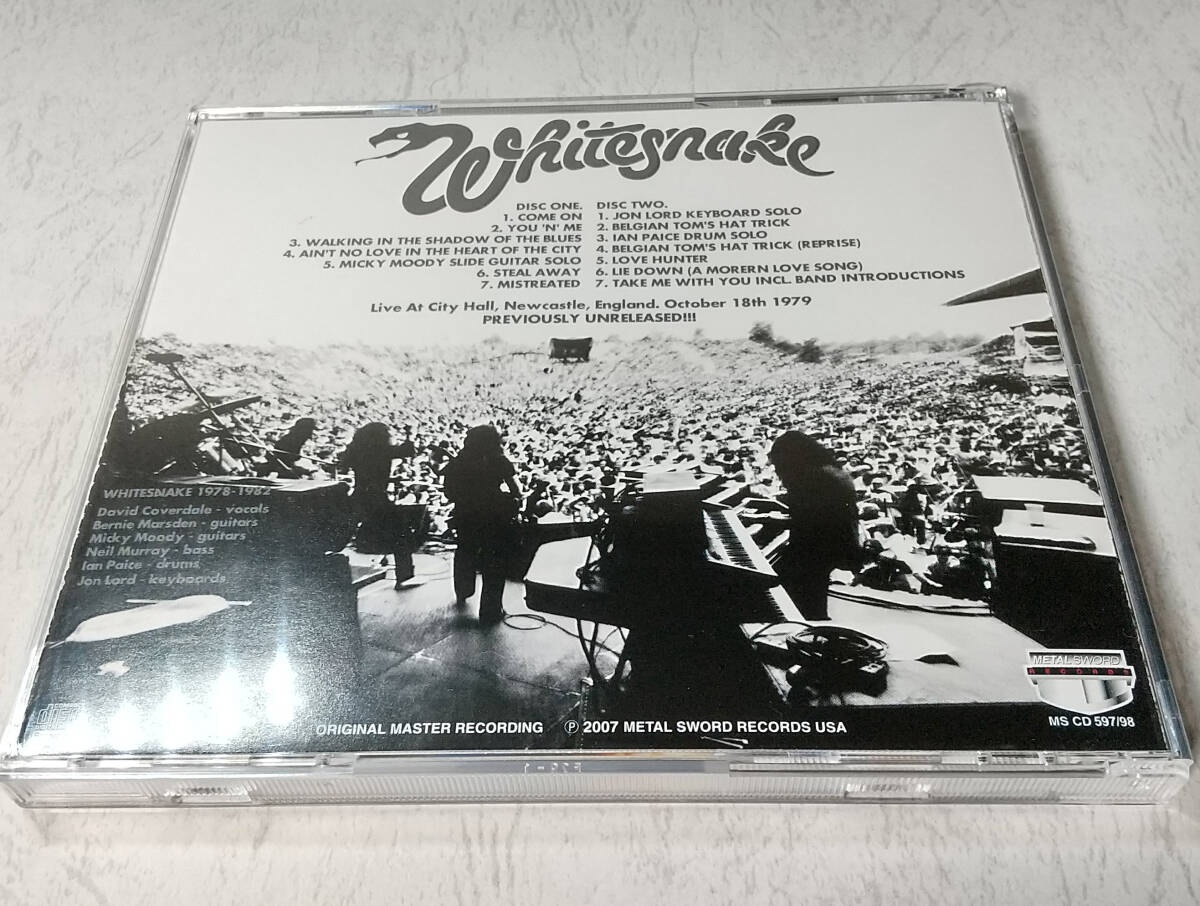 Whitesnake
DISC ONE.
1. COME ON
2. YOU 'N' ME
3. WALKING IN THE SHADOW OF THE BLUES
4. AIN'T NO LOVE IN THE HEART OF THE CITY
5. MICKY MOODY SLIDE GUITAR SOLO
6. STEAL AWAY
7. MISTREATED
DISC TWO.
1. JON LORD KEYBOARD SOLO
2. BELGIAN TOM'S HAT TRICK
3. IAN PAICE DRUM SOLO
4. BELGIAN TOM'S HAT TRICK (REPRISE)
5. LOVE HUNTER
6. LIE DOWN (A MORERN LOVE SONG)
7. TAKE ME WITH YOU INCL. BAND INTRODUCTIONS
Live At City Hall, Newcastle, England. October 18th 1979
PREVIOUSLY UNRELEASED!!!
WHITESNAKE 1978-1982
David Coverdale - vocals
Bernie Marsden - guitars
Micky Moody - guitars
Neil Murray - bass
Ian Paice - drums
Jon Lord - keyboards
METAL SWORD
RECORDS
MS CD 597/98
ORIGINAL MASTER RECORDING ℗ 2007 METAL SWORD RECORDS USA